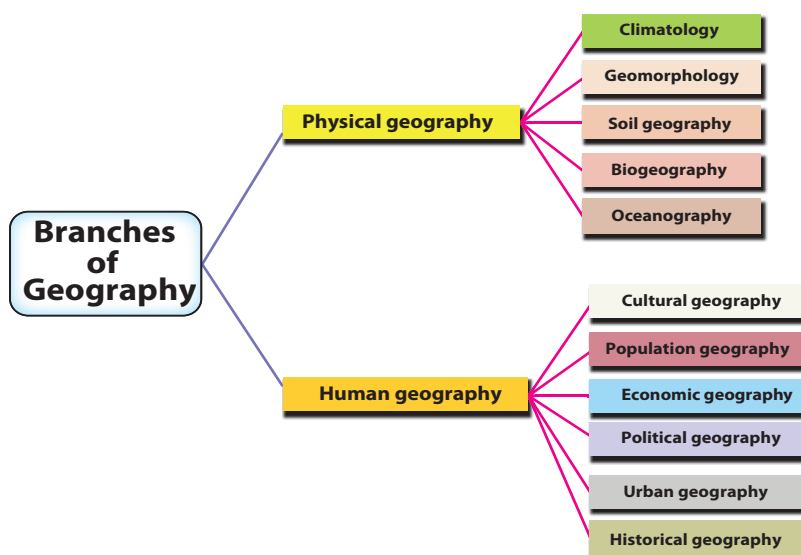 Branches
of
Geography
Physical geography
Climatology
Geomorphology
Soil geography
Biogeography
Oceanography
Human geography
Cultural geography
Population geography
Economic geography
Political geography
Urban geography
Historical geography